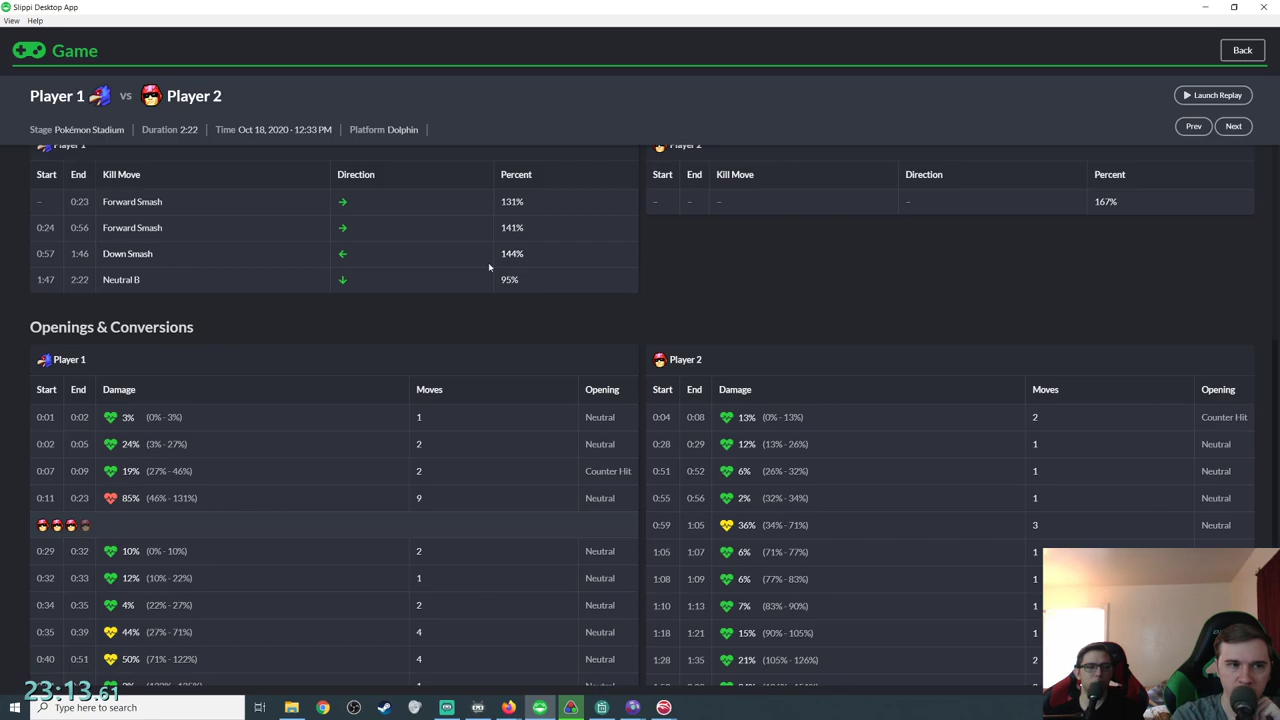 Slippi Desktop App
View Help
Game
Back
Player 1 vs Player 2
Launch Replay
Stage Pokémon Stadium | Duration 2:22 | Time Oct 18, 2020 · 12:33 PM | Platform Dolphin |
Prev Next
Player 1
Start End Kill Move Direction Percent
– 0:23 Forward Smash → 131%
0:24 0:56 Forward Smash → 141%
0:57 1:46 Down Smash ← 144%
1:47 2:22 Neutral B ↓ 95%
Player 2
Start End Kill Move Direction Percent
– – – – 167%
Openings & Conversions
Player 1
Start End Damage Moves Opening
0:01 0:02 3% (0% - 3%) 1 Neutral
0:02 0:05 24% (3% - 27%) 2 Neutral
0:07 0:09 19% (27% - 46%) 2 Counter Hit
0:11 0:23 85% (46% - 131%) 9 Neutral
0:29 0:32 10% (0% - 10%) 2 Neutral
0:32 0:33 12% (10% - 22%) 1 Neutral
0:34 0:35 4% (22% - 27%) 2 Neutral
0:35 0:39 44% (27% - 71%) 4 Neutral
0:40 0:51 50% (71% - 122%) 4 Neutral
Player 2
Start End Damage Moves Opening
0:04 0:08 13% (0% - 13%) 2 Counter Hit
0:28 0:29 12% (13% - 26%) 1 Neutral
0:51 0:52 6% (26% - 32%) 1 Neutral
0:55 0:56 2% (32% - 34%) 1 Neutral
0:59 1:05 36% (34% - 71%) 3 Neutral
1:05 1:07 6% (71% - 77%) 1
1:08 1:09 6% (77% - 83%) 1
1:10 1:13 7% (83% - 90%) 1
1:18 1:21 15% (90% - 105%) 1
1:28 1:35 21% (105% - 126%) 2
23:13.61
Type here to search